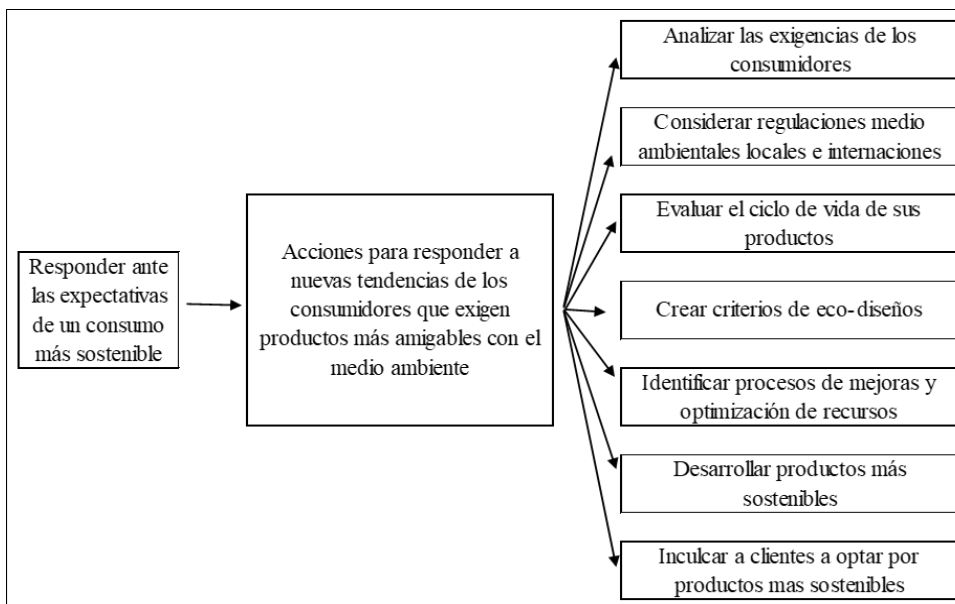 Responder ante
las expectativas
de un consumo
más sostenible
Acciones para responder a
nuevas tendencias de los
consumidores que exigen
productos más amigables con el
medio ambiente
Analizar las exigencias de los
consumidores
Considerar regulaciones medio
ambientales locales e internaciones
Evaluar el ciclo de vida de sus
productos
Crear criterios de eco-diseños
Identificar procesos de mejoras y
optimización de recursos
Desarrollar productos más
sostenibles
Inculcar a clientes a optar por
productos mas sostenibles